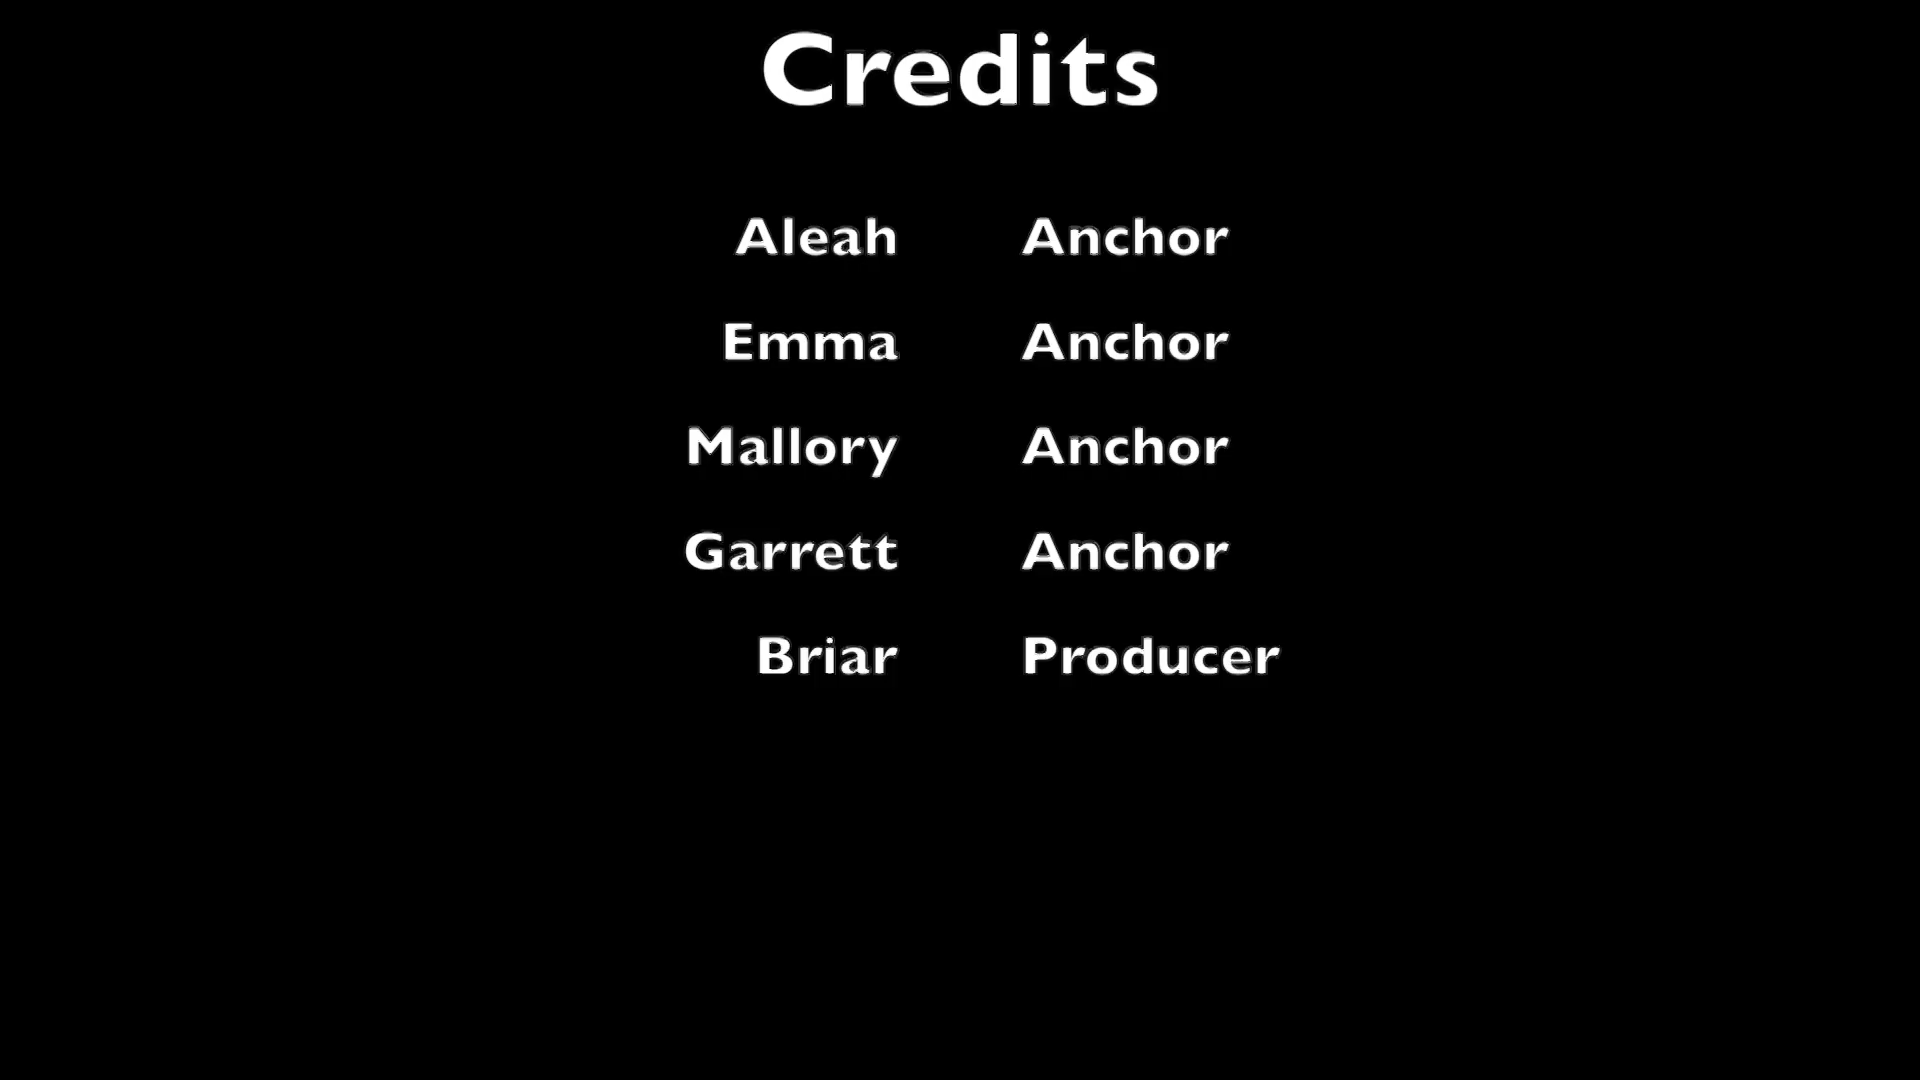 Credits
Aleah Anchor
Emma Anchor
Mallory Anchor
Garrett Anchor
Briar Producer